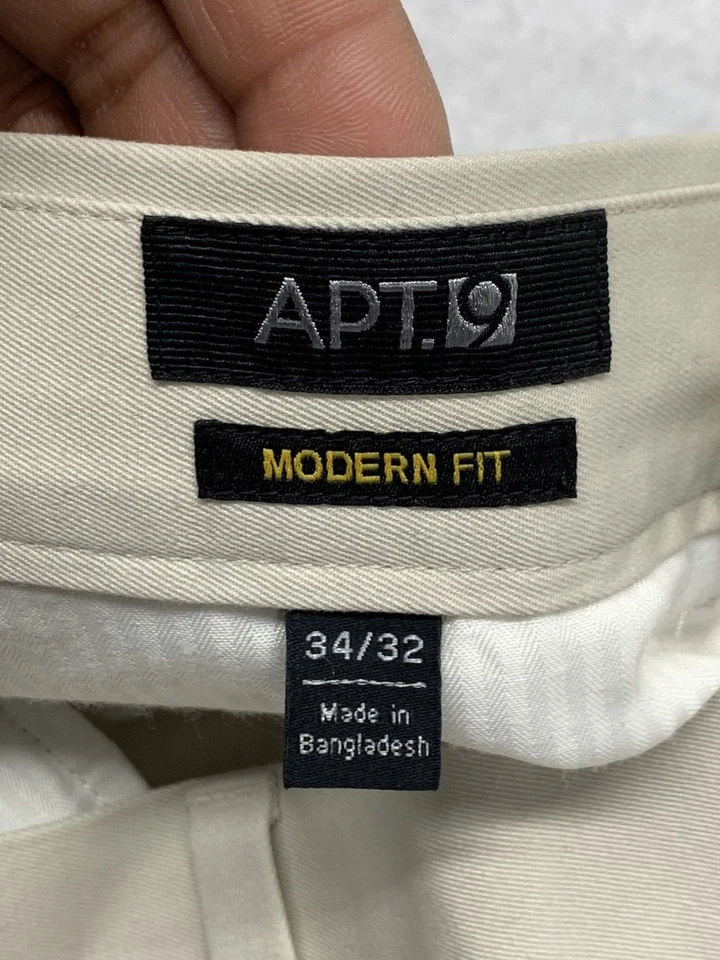 APT.9
MODERN FIT
34/32
Made in
Bangladesh